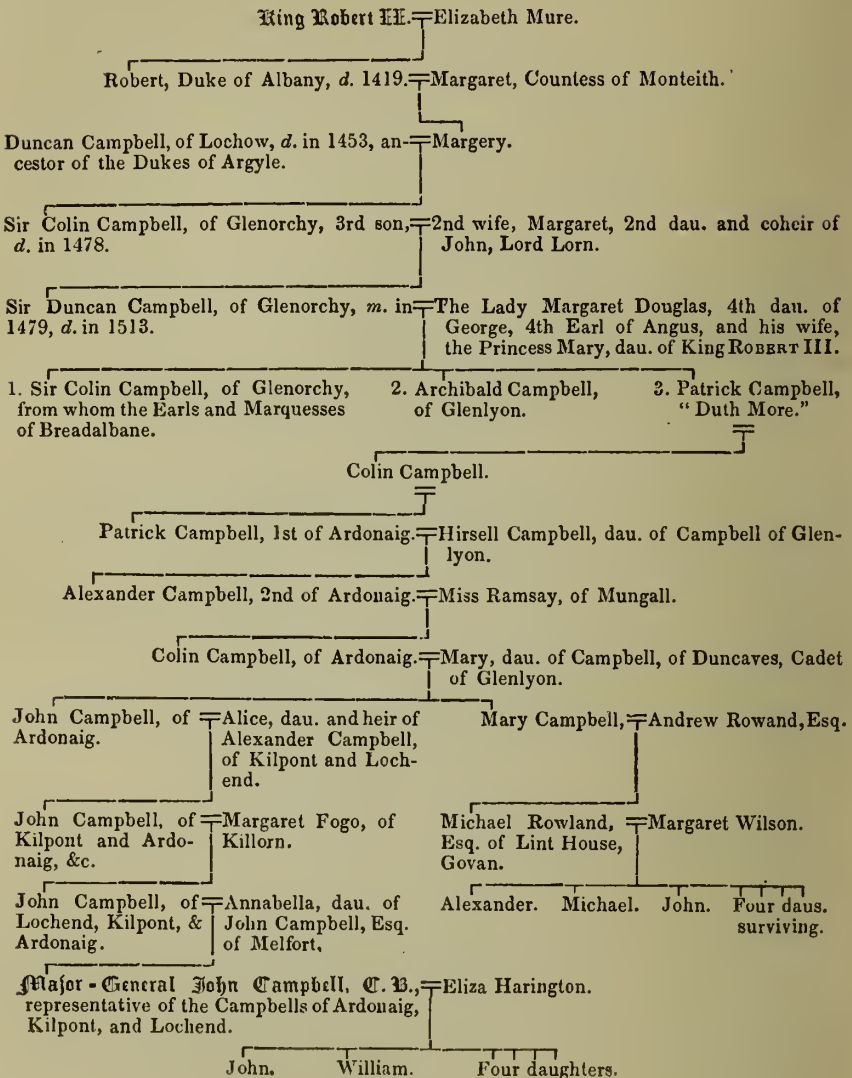 King Robert II. Elizabeth Mure.
Robert, Duke of Albany, d. 1419. Margaret, Countess of Monteith.
Duncan Campbell, of Lochow, d. in 1453, an-
cestor of the Dukes of Argyle.
Margery.
Sir Colin Campbell, of Glenorchy, 3rd son,
d. in 1478.
2nd wife, Margaret, 2nd dau. and coheir of
John, Lord Lorn.
Sir Duncan Campbell, of Glenorchy, m. in
1479, d. in 1513.
The Lady Margaret Douglas, 4th dau. of
George, 4th Earl of Angus, and his wife,
the Princess Mary, dau. of King ROBERT III.
1. Sir Colin Campbell, of Glenorchy,
from whom the Earls and Marquesses
of Breadalbane.
2. Archibald Campbell,
of Glenlyon.
3. Patrick Campbell,
"Duth More."
Colin Campbell.
Patrick Campbell, 1st of Ardonaig.
Hirsell Campbell, dau. of Campbell of Glen-
lyon.
Alexander Campbell, 2nd of Ardonaig. Miss Ramsay, of Mungall.
Colin Campbell, of Ardonaig.
Mary, dau. of Campbell, of Duncaves, Cadet
of Glenlyon.
John Campbell, of
Ardonaig.
Alice, dau. and heir of
Alexander Campbell,
of Kilpont and Loch-
end.
Mary Campbell, Andrew Rowand, Esq.
John Campbell, of
Kilpont and Ardo-
naig, &c.
Margaret Fogo, of
Killorn.
Michael Rowland,
Esq. of Lint House,
Govan.
Margaret Wilson.
John Campbell, of
Lochend, Kilpont, &
Ardonaig.
Annabella, dau. of
John Campbell, Esq.
of Melfort,
Alexander. Michael. John. Four daus.
surviving.
Major-General John Campbell, C.B.,
representative of the Campbells of Ardonaig,
Kilpont, and Lochend.
Eliza Harington.
John. William. Four daughters.